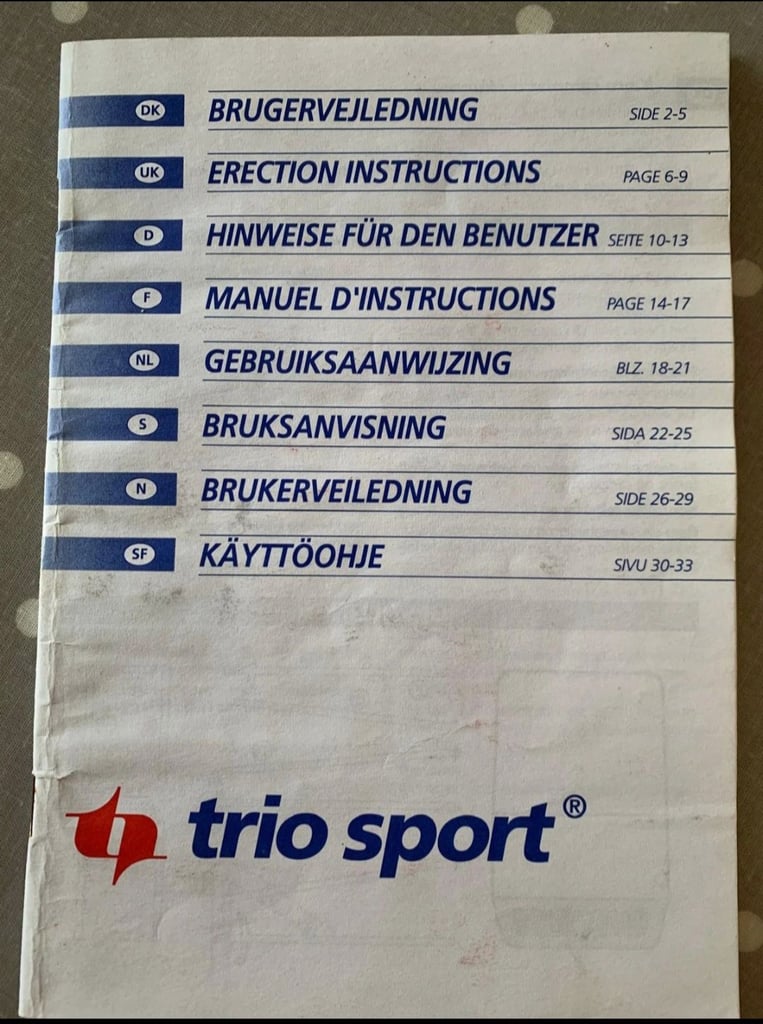 DK BRUGERVEJLEDNING SIDE 2-5
UK ERECTION INSTRUCTIONS PAGE 6-9
D HINWEISE FÜR DEN BENUTZER SEITE 10-13
F MANUEL D'INSTRUCTIONS PAGE 14-17
NL GEBRUIKSAANWIJZING BLZ. 18-21
S BRUKSANVISNING SIDA 22-25
N BRUKERVEILEDNING SIDE 26-29
SF KÄYTTÖOHJE SIVU 30-33
trio sport®